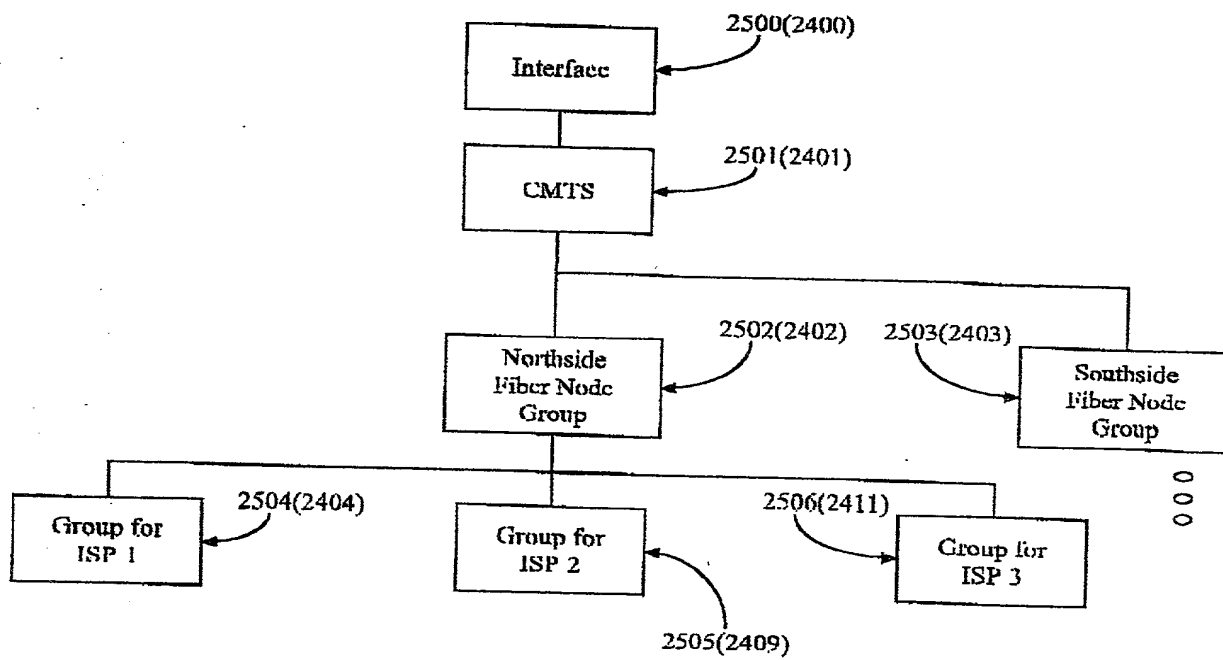 2500(2400)
Interface
2501(2401)
CMTS
2502(2402)
2503(2403)
Northside
Fiber Node
Group
Southside
Fiber Node
Group
2504(2404)
2506(2411)
Group for
ISP 1
Group for
ISP 2
Group for
ISP 3
2505(2409)